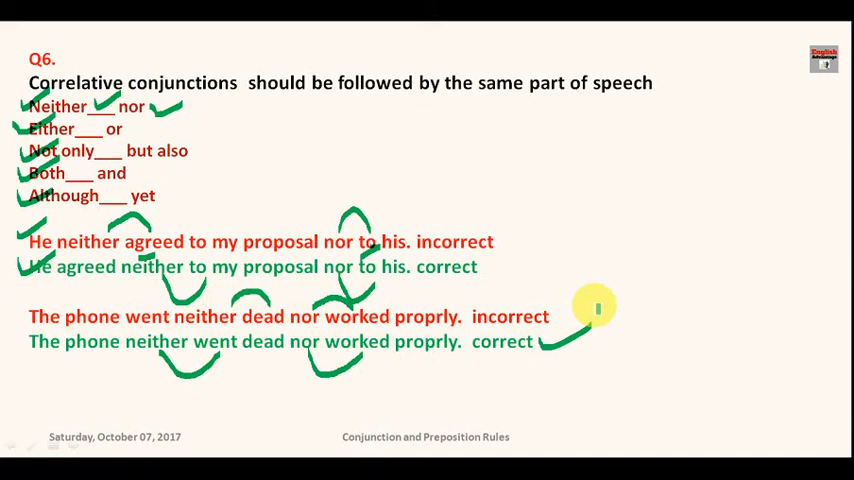 Q6.
Correlative conjunctions should be followed by the same part of speech
Neither___ nor
Either___ or
Not only___ but also
Both___ and
Although___ yet
He neither agreed to my proposal nor to his. incorrect
He agreed neither to my proposal nor to his. correct
The phone went neither dead nor worked proprly. incorrect
The phone neither went dead nor worked proprly. correct
Saturday, October 07, 2017
Conjunction and Preposition Rules
English